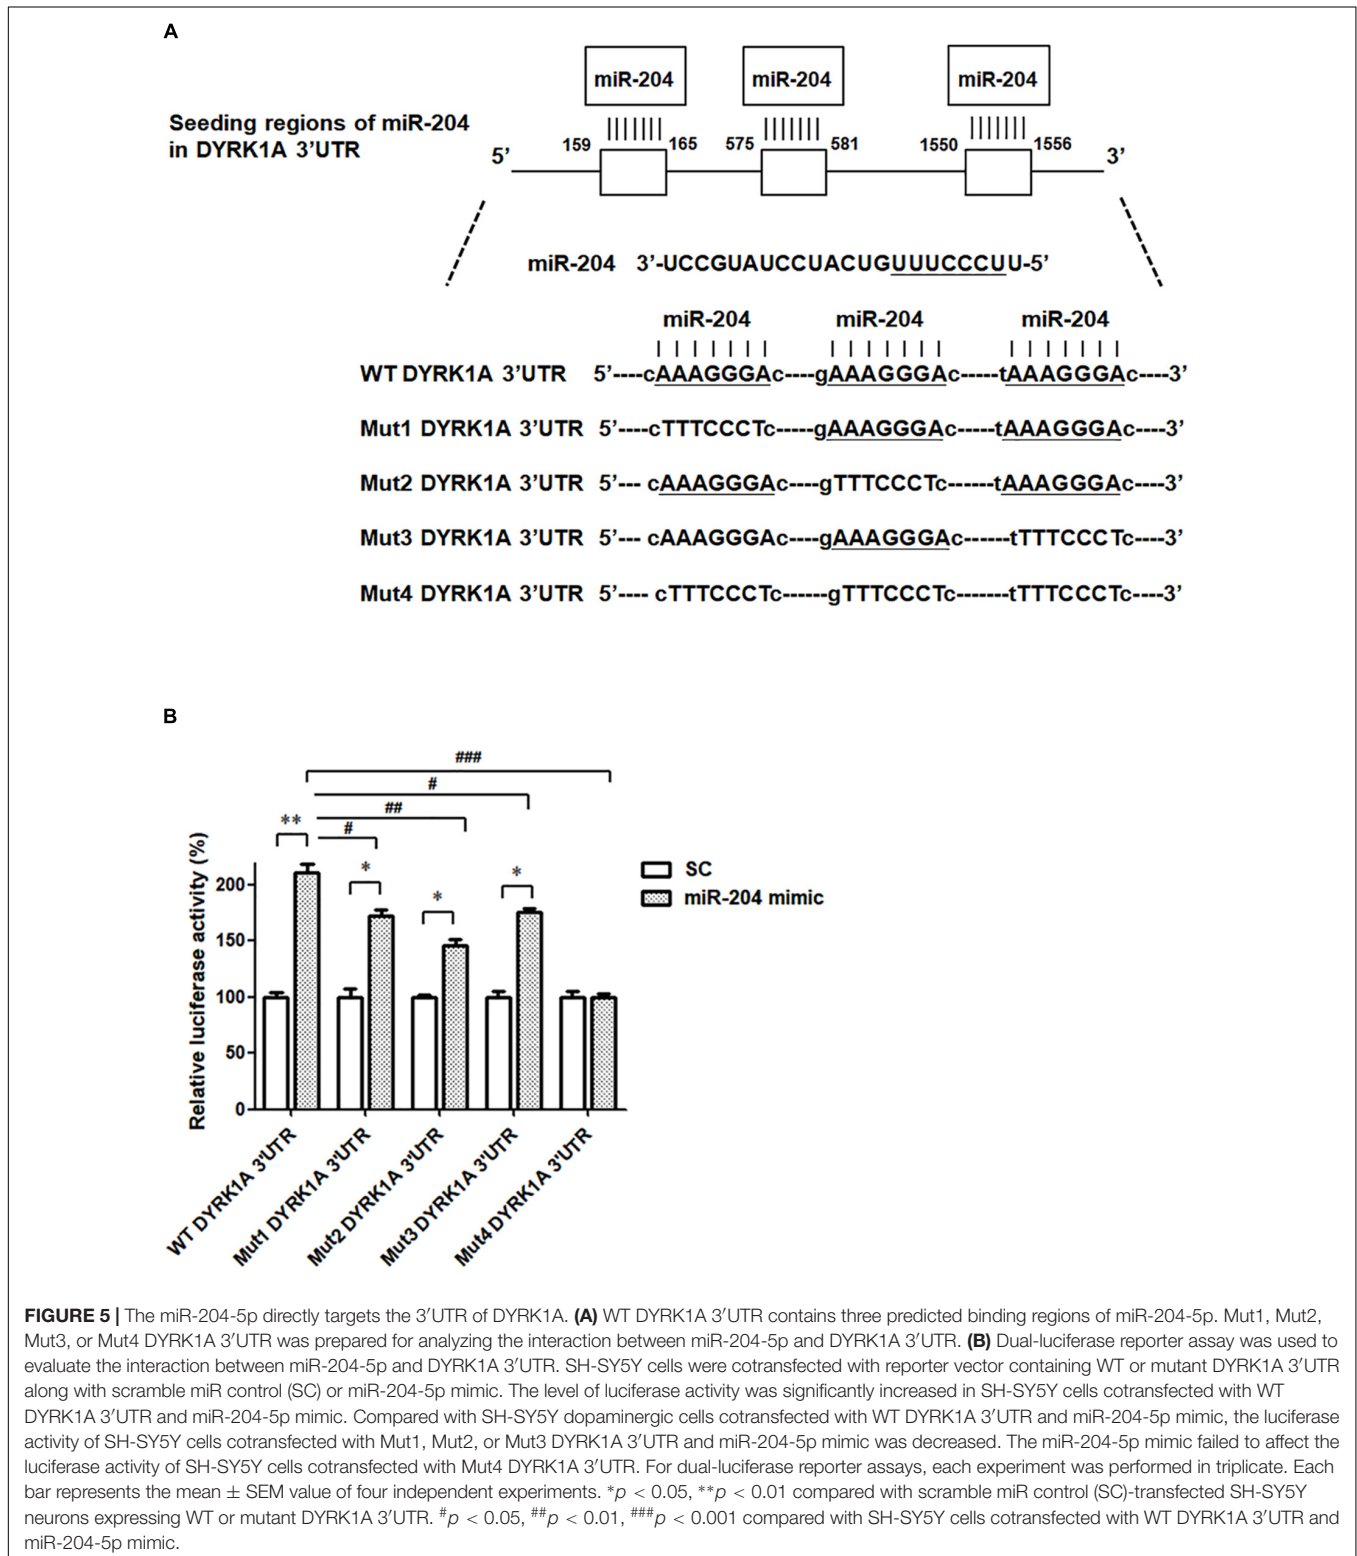 A
miR-204 miR-204 miR-204
Seeding regions of miR-204
in DYRK1A 3'UTR
5’ 159 165 575 581 1550 1556 3’
miR-204 3’-UCCGUAUCCUACUGUUUCCCUU-5’
miR-204 miR-204 miR-204
WT DYRK1A 3’UTR 5’----cAAAGGGAc----gAAAGGGAc-----tAAAGGGAc----3’
Mut1 DYRK1A 3’UTR 5’----cTTTCCCTc-----gAAAGGGAc-----tAAAGGGAc----3’
Mut2 DYRK1A 3’UTR 5’--- cAAAGGGAc----gTTTCCCTc------tAAAGGGAc----3’
Mut3 DYRK1A 3’UTR 5’--- cAAAGGGAc----gAAAGGGAc------tTTTCCCTc----3’
Mut4 DYRK1A 3’UTR 5’---- cTTTCCCTc------gTTTCCCTc-------tTTTCCCTc----3’
B
###
#
##
** #
* * *
Relative luciferase activity (%)
200
150
100
50
0
SC
miR-204 mimic
WT DYRK1A 3'UTR
Mut1 DYRK1A 3'UTR
Mut2 DYRK1A 3'UTR
Mut3 DYRK1A 3'UTR
Mut4 DYRK1A 3'UTR
FIGURE 5 | The miR-204-5p directly targets the 3′UTR of DYRK1A. (A) WT DYRK1A 3′UTR contains three predicted binding regions of miR-204-5p. Mut1, Mut2,
Mut3, or Mut4 DYRK1A 3′UTR was prepared for analyzing the interaction between miR-204-5p and DYRK1A 3′UTR. (B) Dual-luciferase reporter assay was used to
evaluate the interaction between miR-204-5p and DYRK1A 3′UTR. SH-SY5Y cells were cotransfected with reporter vector containing WT or mutant DYRK1A 3′UTR
along with scramble miR control (SC) or miR-204-5p mimic. The level of luciferase activity was significantly increased in SH-SY5Y cells cotransfected with WT
DYRK1A 3′UTR and miR-204-5p mimic. Compared with SH-SY5Y dopaminergic cells cotransfected with WT DYRK1A 3′UTR and miR-204-5p mimic, the luciferase
activity of SH-SY5Y cells cotransfected with Mut1, Mut2, or Mut3 DYRK1A 3′UTR and miR-204-5p mimic was decreased. The miR-204-5p mimic failed to affect the
luciferase activity of SH-SY5Y cells cotransfected with Mut4 DYRK1A 3′UTR. For dual-luciferase reporter assays, each experiment was performed in triplicate. Each
bar represents the mean ± SEM value of four independent experiments. *p < 0.05, **p < 0.01 compared with scramble miR control (SC)-transfected SH-SY5Y
neurons expressing WT or mutant DYRK1A 3′UTR. #p < 0.05, ##p < 0.01, ###p < 0.001 compared with SH-SY5Y cells cotransfected with WT DYRK1A 3′UTR and
miR-204-5p mimic.